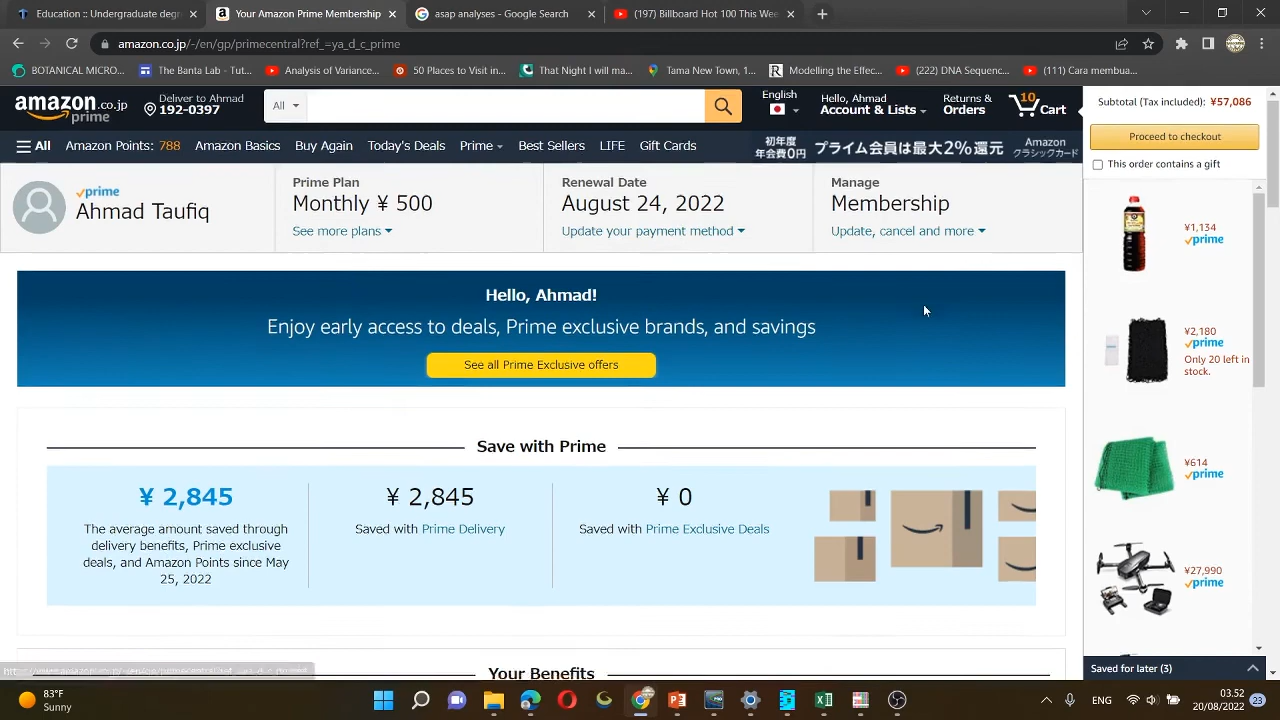 Education :: Undergraduate degr
Your Amazon Prime Membership
asap analyses - Google Search
(197) Billboard Hot 100 This Wee
amazon.co.jp/-/en/gp/primecentral?ref_=ya_d_c_prime
BOTANICAL MICRO...
The Banta Lab - Tut...
Analysis of Variance...
50 Places to Visit in...
That Night I will ma...
Tama New Town, 1...
Modelling the Effec...
(222) DNA Sequenc...
(111) Cara membua...
amazon.co.jp
prime
Deliver to Ahmad
192-0397
All
English
Hello, Ahmad
Account & Lists
Returns &
Orders
10
Cart
All
Amazon Points: 788
Amazon Basics
Buy Again
Today's Deals
Prime
Best Sellers
LIFE
Gift Cards
初年度
年会費0円
プライム会員は最大2%還元
Amazon
クラシックカード
prime
Ahmad Taufiq
Prime Plan
Monthly ¥ 500
See more plans
Renewal Date
August 24, 2022
Update your payment method
Manage
Membership
Update, cancel and more
Hello, Ahmad!
Enjoy early access to deals, Prime exclusive brands, and savings
See all Prime Exclusive offers
Save with Prime
¥ 2,845
The average amount saved through
delivery benefits, Prime exclusive
deals, and Amazon Points since May
25, 2022
¥ 2,845
Saved with Prime Delivery
¥ 0
Saved with Prime Exclusive Deals
Your Benefits
Subtotal (Tax included): ¥57,086
Proceed to checkout
This order contains a gift
¥1,134
prime
¥2,180
prime
Only 20 left in
stock.
¥614
prime
¥27,990
prime
Saved for later (3)
83°F
Sunny
ENG
03.52
20/08/2022
23